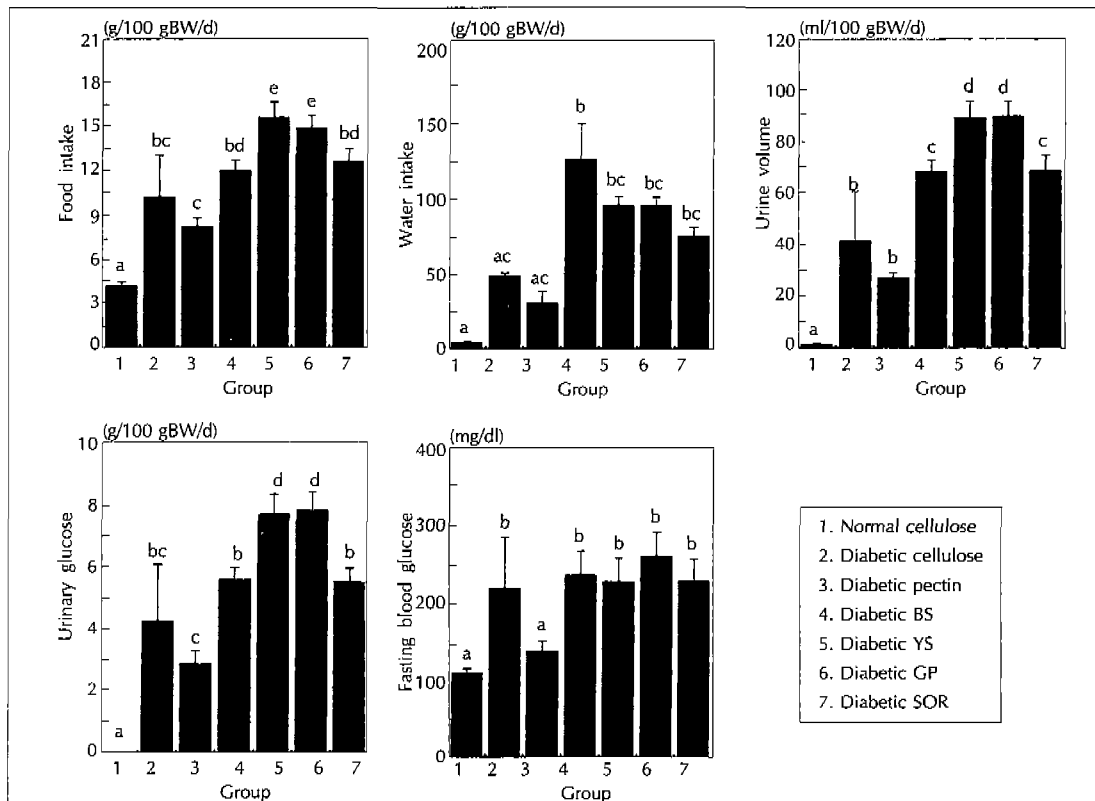 (g/100 gBW/d)
21
18
15
12
9
6
3
0
Food intake
a
bc
c
bd
e
e
bd
1 2 3 4 5 6 7
Group
(g/100 gBW/d)
200
150
100
50
0
Water intake
a
ac
ac
b
bc
bc
bc
1 2 3 4 5 6 7
Group
(ml/100 gBW/d)
120
100
80
60
40
20
0
Urine volume
a
b
b
c
d
d
c
1 2 3 4 5 6 7
Group
(g/100 gBW/d)
10
8
6
4
2
0
Urinary glucose
a
bc
c
b
d
d
b
1 2 3 4 5 6 7
Group
(mg/dl)
400
300
200
100
0
Fasting blood glucose
a
b
a
b
b
b
b
1 2 3 4 5 6 7
Group
1. Normal cellulose
2. Diabetic cellulose
3. Diabetic pectin
4. Diabetic BS
5. Diabetic YS
6. Diabetic GP
7. Diabetic SOR